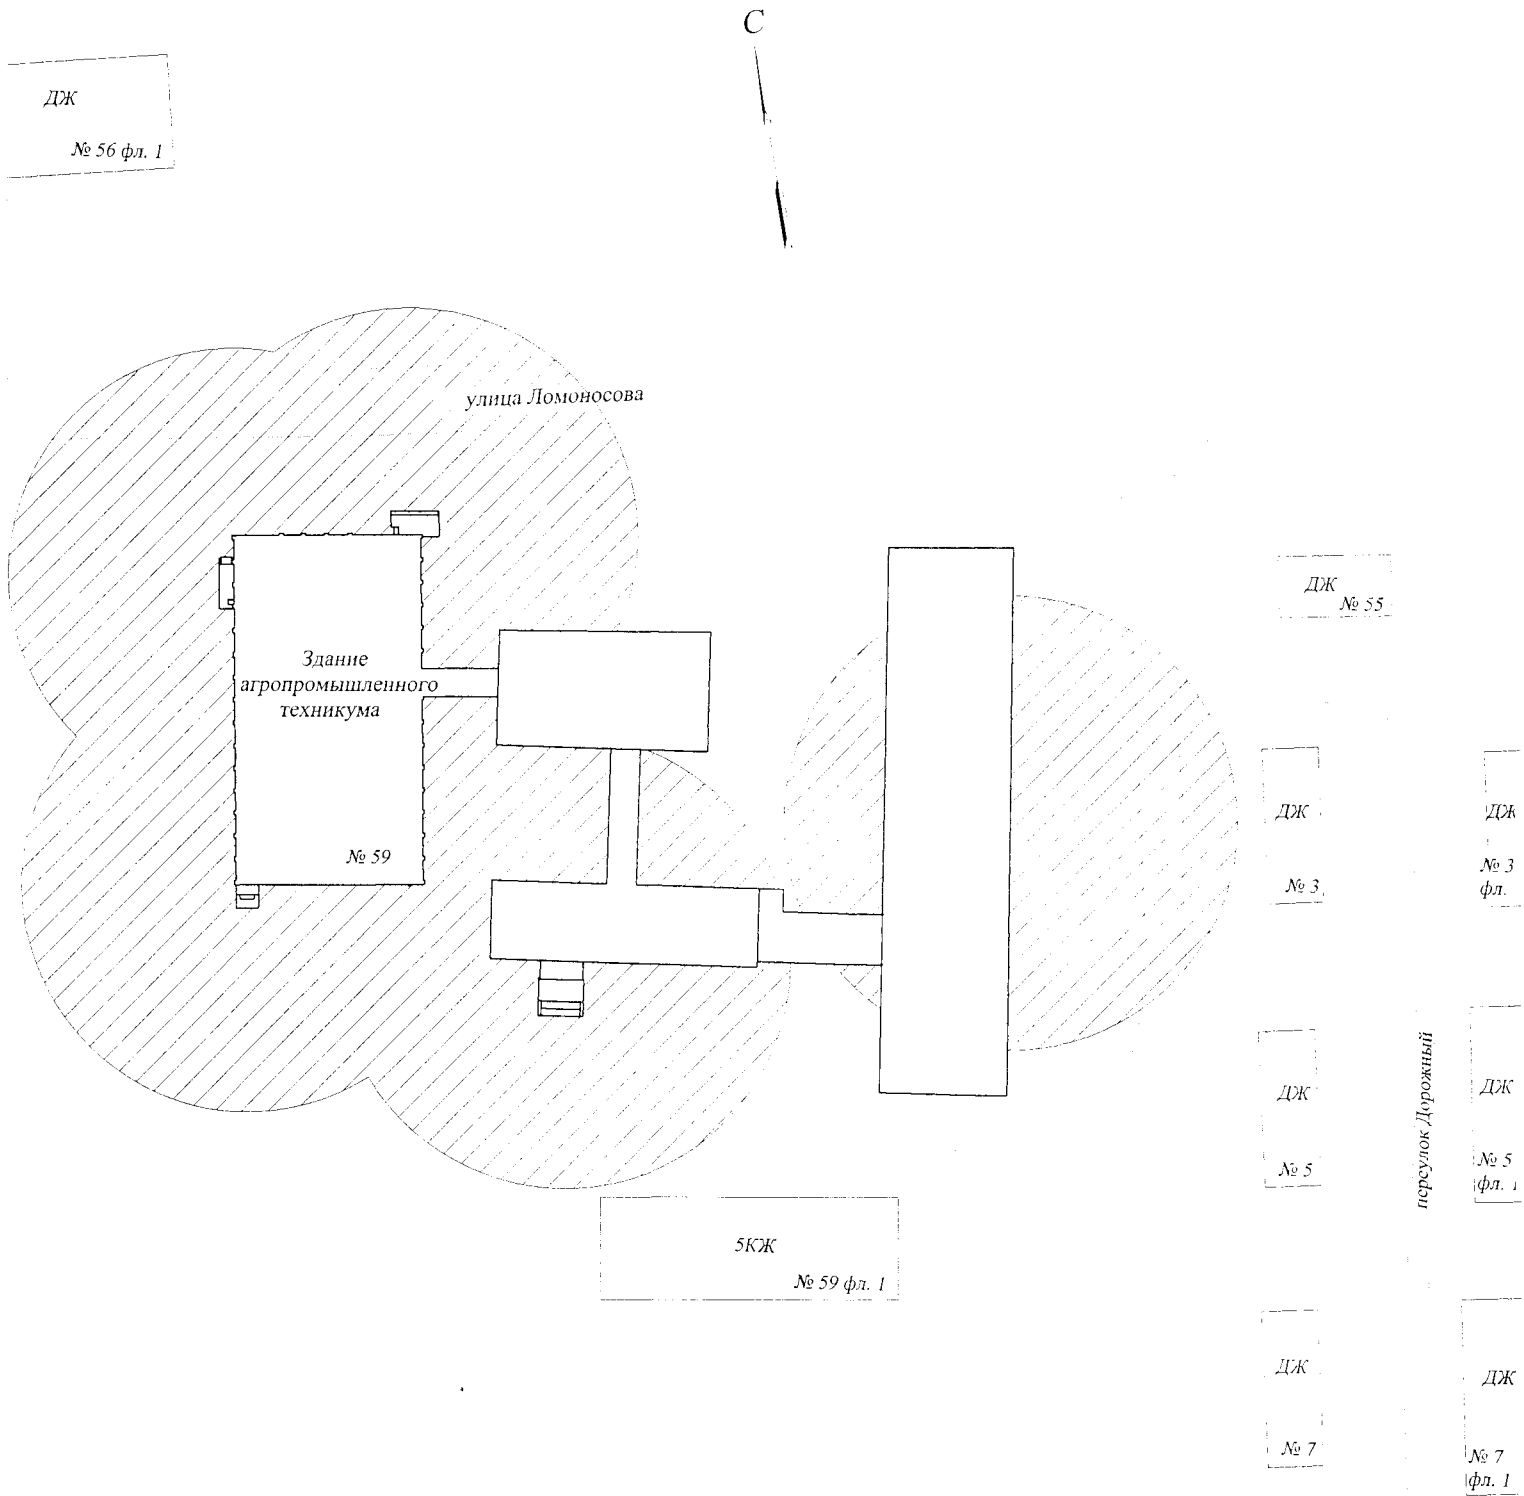 С
ДЖ
№ 56 фл. 1
улица Ломоносова
Здание
агропромышленного
техникума
№ 59
ДЖ
№ 55
ДЖ
№ 3
ДЖ
№ 3
фл.
ДЖ
№ 5
переулок Дорожный
ДЖ
№ 5
фл. 1
5КЖ
№ 59 фл. 1
ДЖ
№ 7
ДЖ
№ 7
фл. 1